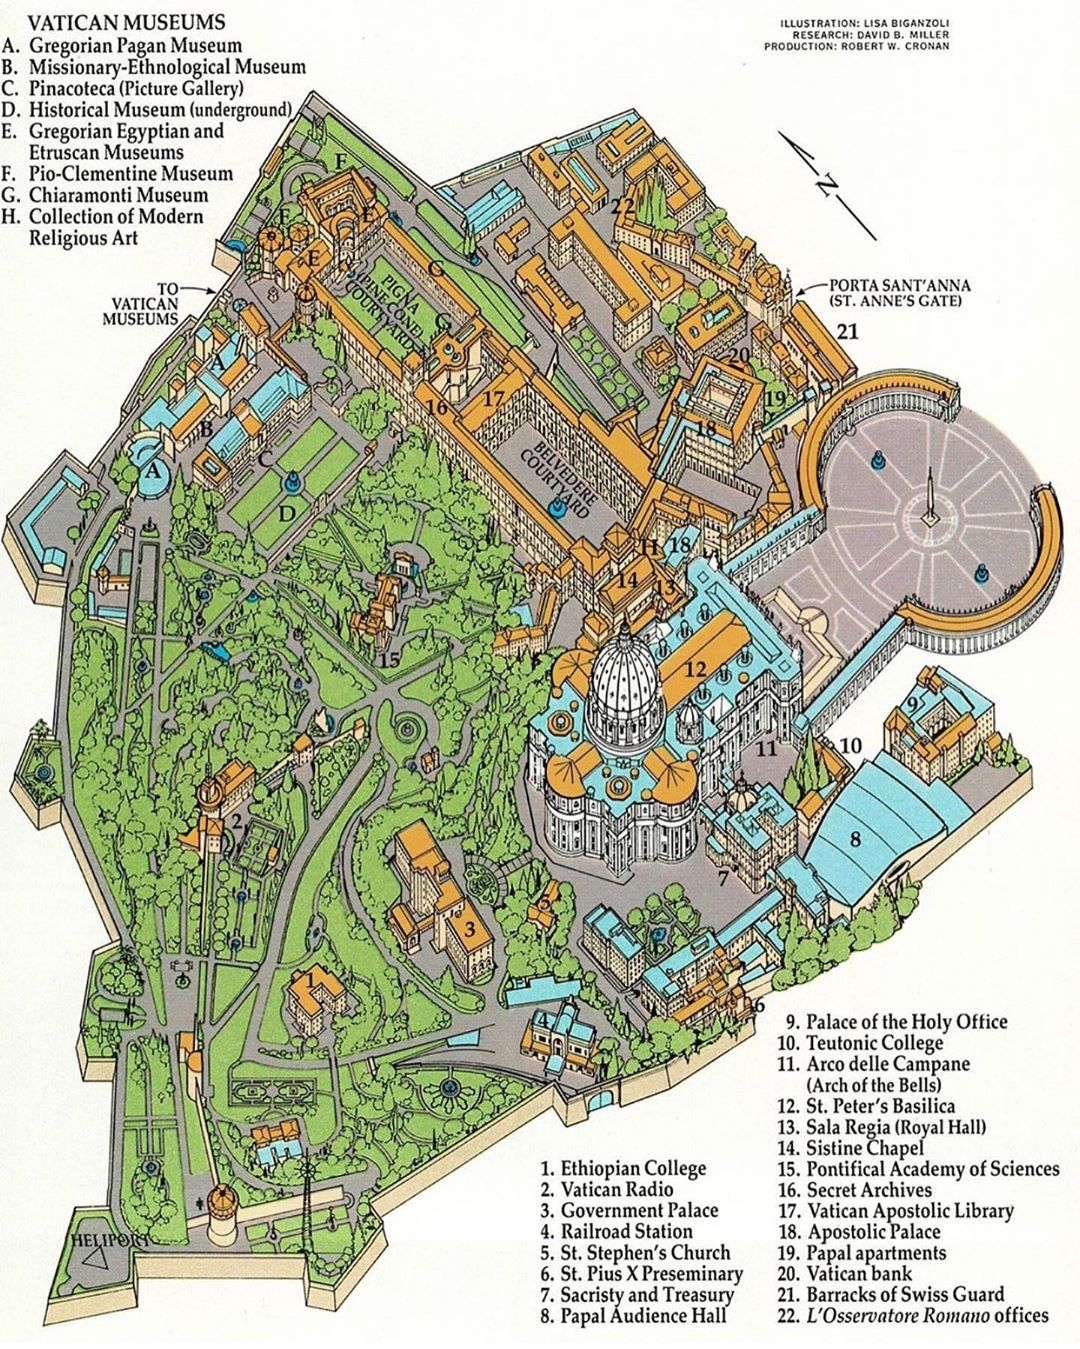 VATICAN MUSEUMS
A. Gregorian Pagan Museum
B. Missionary-Ethnological Museum
C. Pinacoteca (Picture Gallery)
D. Historical Museum (underground)
E. Gregorian Egyptian and
Etruscan Museums
F. Pio-Clementine Museum
G. Chiaramonti Museum
H. Collection of Modern
Religious Art
ILLUSTRATION: LISA BIGANZOLI
RESEARCH: DAVID B. MILLER
PRODUCTION: ROBERT W. CRONAN
N
F
22
F
E
E
G
TO
VATICAN
MUSEUMS
PIGNA
(PINECONE)
COURTYARD
PORTA SANT'ANNA
(ST. ANNE'S GATE)
G
21
A
20
16
17
19
B
18
C
A
BELVEDERE
COURTYARD
D
H
18
14
13
15
12
9
11
10
2
8
7
5
3
1
6
HELIPORT
1. Ethiopian College
2. Vatican Radio
3. Government Palace
4. Railroad Station
5. St. Stephen's Church
6. St. Pius X Preseminary
7. Sacristy and Treasury
8. Papal Audience Hall
9. Palace of the Holy Office
10. Teutonic College
11. Arco delle Campane
(Arch of the Bells)
12. St. Peter's Basilica
13. Sala Regia (Royal Hall)
14. Sistine Chapel
15. Pontifical Academy of Sciences
16. Secret Archives
17. Vatican Apostolic Library
18. Apostolic Palace
19. Papal apartments
20. Vatican bank
21. Barracks of Swiss Guard
22. L'Osservatore Romano offices